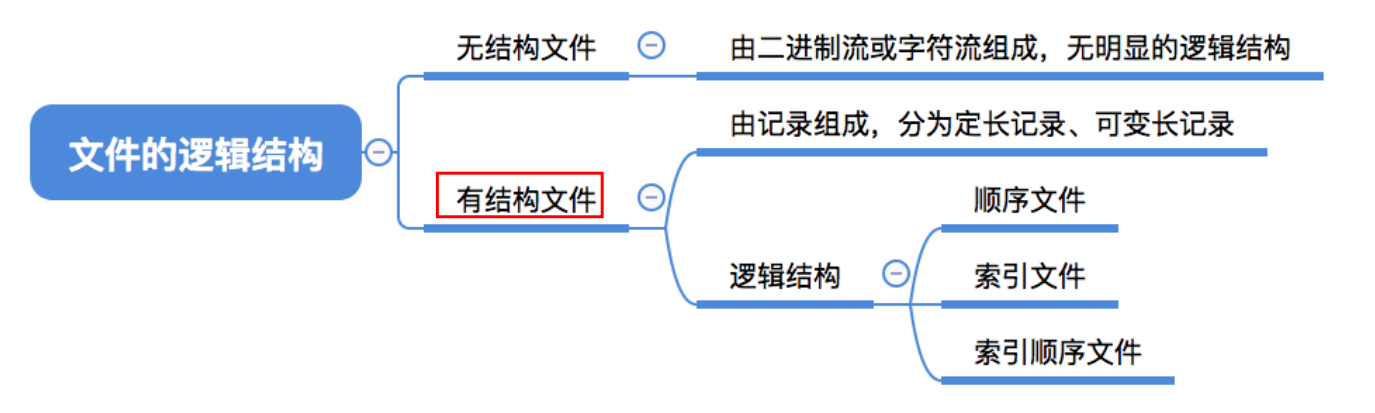 文件的逻辑结构
无结构文件
由二进制流或字符流组成，无明显的逻辑结构
有结构文件
由记录组成，分为定长记录、可变长记录
逻辑结构
顺序文件
索引文件
索引顺序文件